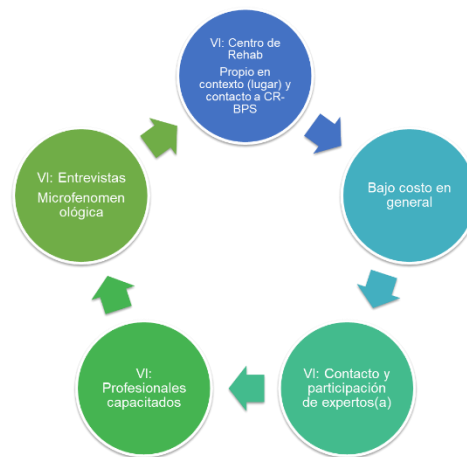 VI: Centro de
Rehab
Propio en
contexto (lugar) y
contacto a CR-
BPS
Bajo costo en
general
VI: Contacto y
participación
de expertos(a)
VI:
Profesionales
capacitados
VI: Entrevistas
Microfenomen
ológica